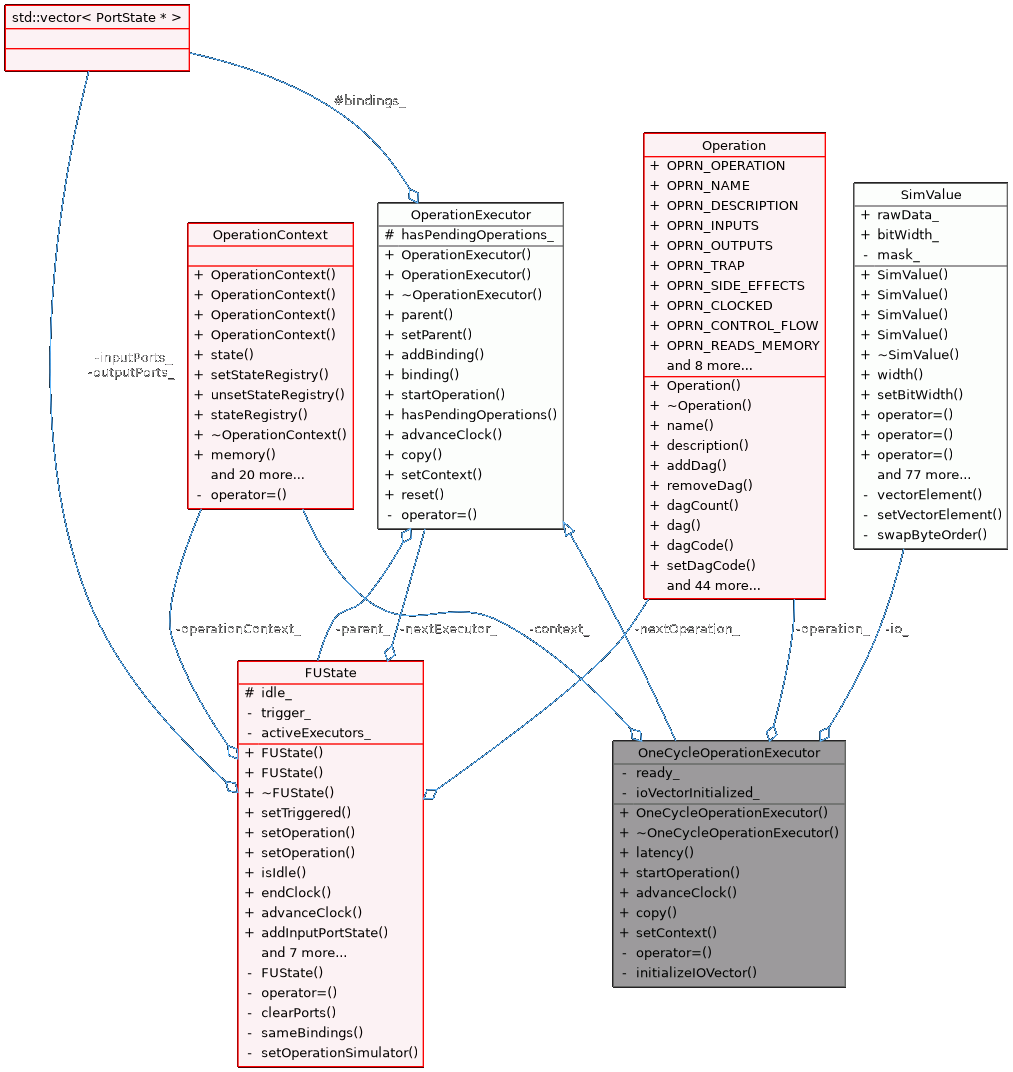 std::vector< PortState * >
#bindings_
-inputPorts_
-outputPorts_
OperationContext
+ OperationContext()
+ OperationContext()
+ OperationContext()
+ OperationContext()
+ state()
+ setStateRegistry()
+ unsetStateRegistry()
+ stateRegistry()
+ ~OperationContext()
+ memory()
and 20 more...
- operator=()
OperationExecutor
# hasPendingOperations_
+ OperationExecutor()
+ OperationExecutor()
+ ~OperationExecutor()
+ parent()
+ setParent()
+ addBinding()
+ binding()
+ startOperation()
+ hasPendingOperations()
+ advanceClock()
+ copy()
+ setContext()
+ reset()
- operator=()
Operation
+ OPRN_OPERATION
+ OPRN_NAME
+ OPRN_DESCRIPTION
+ OPRN_INPUTS
+ OPRN_OUTPUTS
+ OPRN_TRAP
+ OPRN_SIDE_EFFECTS
+ OPRN_CLOCKED
+ OPRN_CONTROL_FLOW
+ OPRN_READS_MEMORY
and 8 more...
+ Operation()
+ ~Operation()
+ name()
+ description()
+ addDag()
+ removeDag()
+ dagCount()
+ dag()
+ dagCode()
+ setDagCode()
and 44 more...
SimValue
+ rawData_
+ bitWidth_
- mask_
+ SimValue()
+ SimValue()
+ SimValue()
+ SimValue()
+ ~SimValue()
+ width()
+ setBitWidth()
+ operator=()
+ operator=()
+ operator=()
and 77 more...
- vectorElement()
- setVectorElement()
- swapByteOrder()
-operationContext_
-parent_
-nextExecutor_
-context_
-nextOperation_
-operation_
-io_
FUState
# idle_
- trigger_
- activeExecutors_
+ FUState()
+ FUState()
+ ~FUState()
+ setTriggered()
+ setOperation()
+ setOperation()
+ isIdle()
+ endClock()
+ advanceClock()
+ addInputPortState()
and 7 more...
- FUState()
- operator=()
- clearPorts()
- sameBindings()
- setOperationSimulator()
OneCycleOperationExecutor
- ready_
- ioVectorInitialized_
+ OneCycleOperationExecutor()
+ ~OneCycleOperationExecutor()
+ latency()
+ startOperation()
+ advanceClock()
+ copy()
+ setContext()
- operator=()
- initializeIOVector()